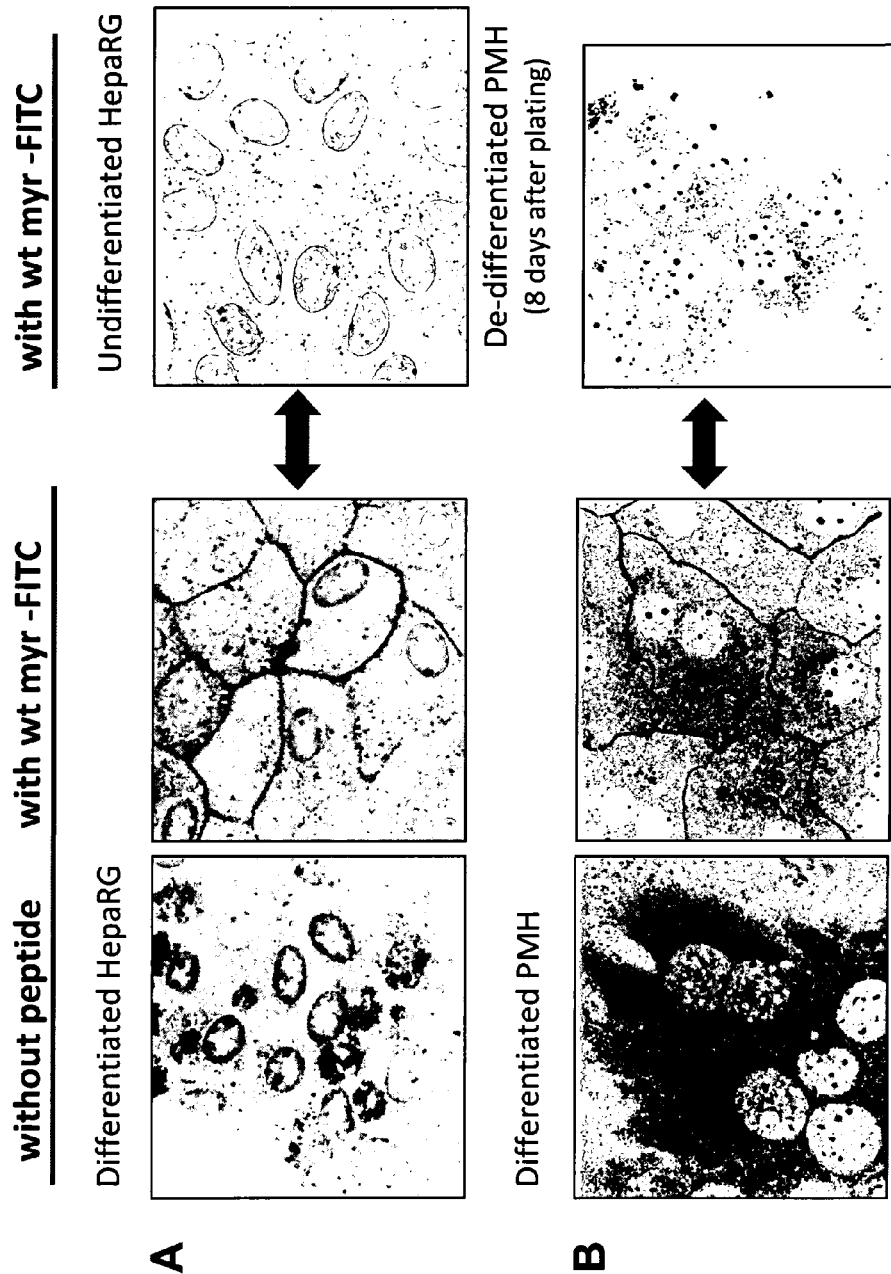 without peptide
with wt myr -FITC
with wt myr -FITC
A
Differentiated HepaRG
Undifferentiated HepaRG
B
Differentiated PMH
De-differentiated PMH
(8 days after plating)